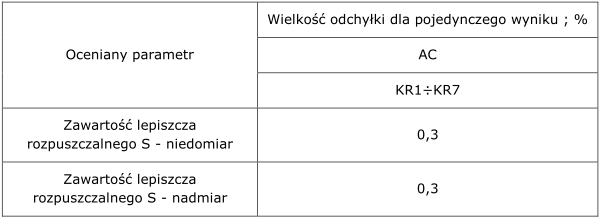 Oceniany parametr
Wielkość odchyłki dla pojedynczego wyniku ; %
AC
KR1÷KR7
Zawartość lepiszcza
rozpuszczalnego S - niedomiar
0,3
Zawartość lepiszcza
rozpuszczalnego S - nadmiar
0,3